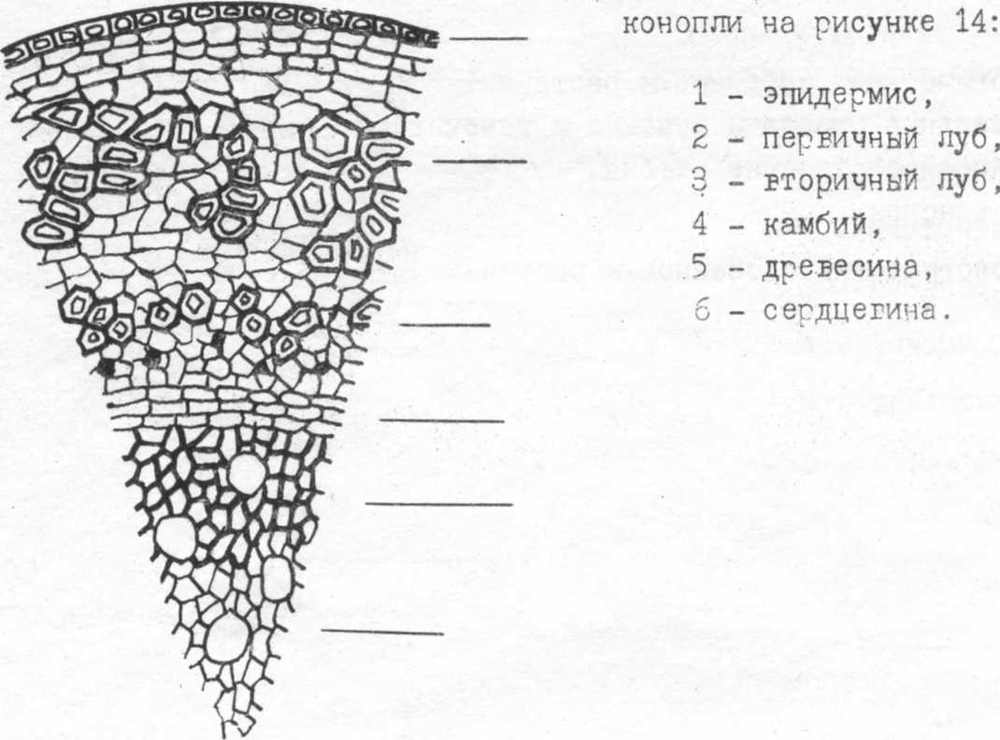 конопли на рисунке 14:
1 - эпидермис,
2 - первичный луб,
3 - вторичный луб,
4 - камбий,
5 - древесина,
6 - сердцевина.